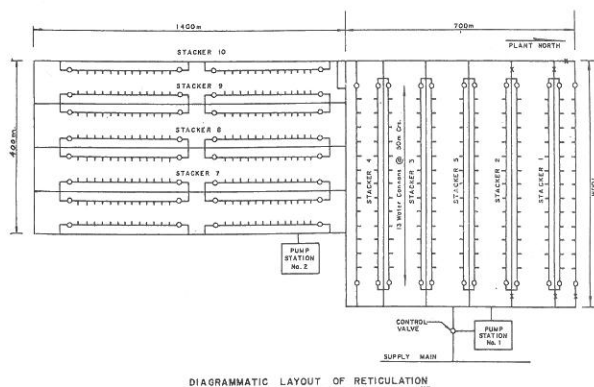 1400m
700m
PLANT NORTH
STACKER 10
STACKER 9
STACKER 8
STACKER 7
400m
STACKER 4
13 Water Cannons @ 30m Crs.
STACKER 3
STACKER 5
STACKER 2
STACKER 1
PUMP
STATION
No. 2
CONTROL
VALVE
PUMP
STATION
No. 1
SUPPLY MAIN
DIAGRAMMATIC LAYOUT OF RETICULATION